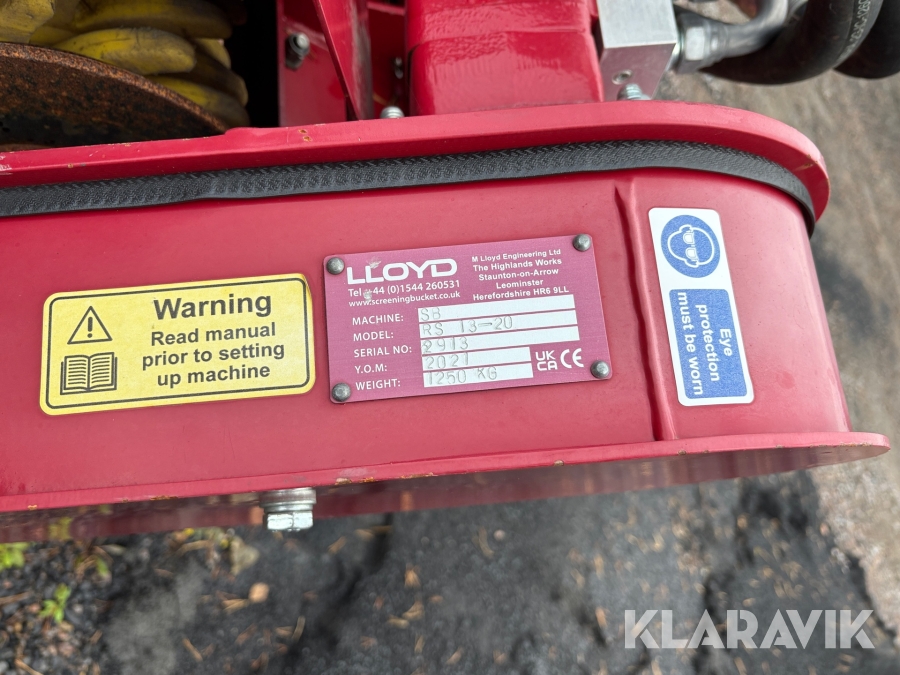 Warning
Read manual
prior to setting
up machine
LLOYD
Tel +44 (0)1544 260531
www.screeningbucket.co.uk
M Lloyd Engineering Ltd
The Highlands Works
Staunton-on-Arrow
Leominster
Herefordshire HR6 9LL
MACHINE: SB
MODEL: RS 13-20
SERIAL NO: 2913
Y.O.M: 2021
WEIGHT: 1250 KG
UK
CA CE
Eye
protection
must be worn
KLARAVIK